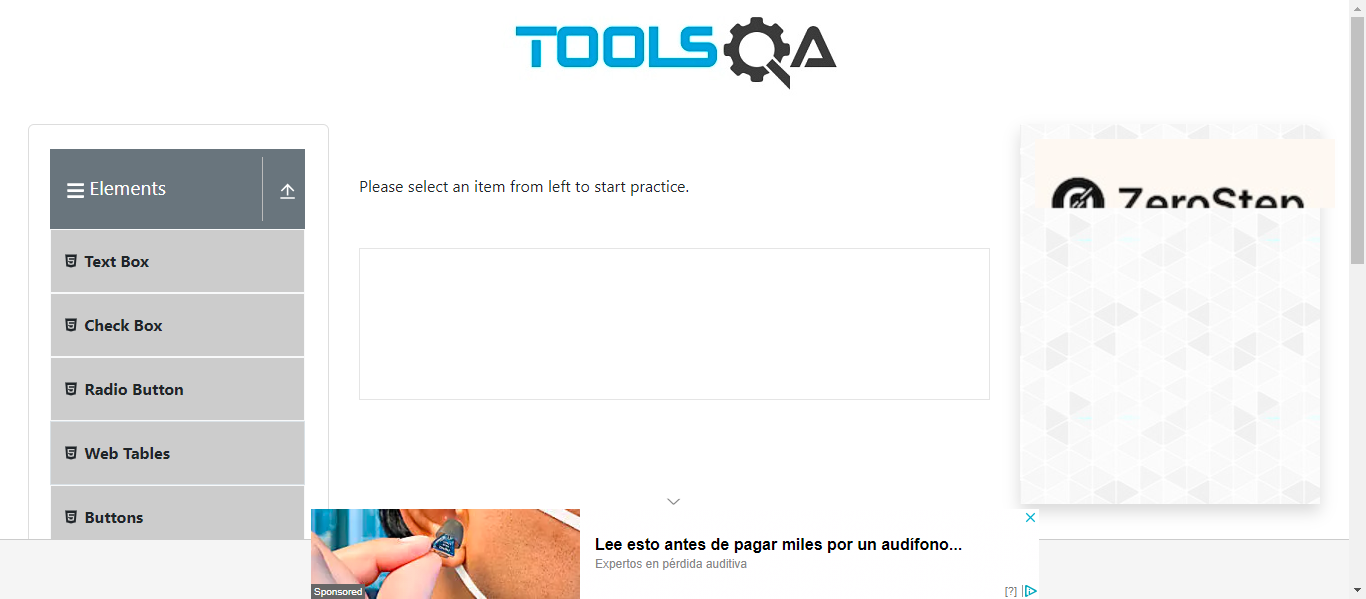 TOOLSQA
Elements
Please select an item from left to start practice.
ZeroStep
Text Box
Check Box
Radio Button
Web Tables
Buttons
Lee esto antes de pagar miles por un audífono...
Expertos en pérdida auditiva
Sponsored
[?]